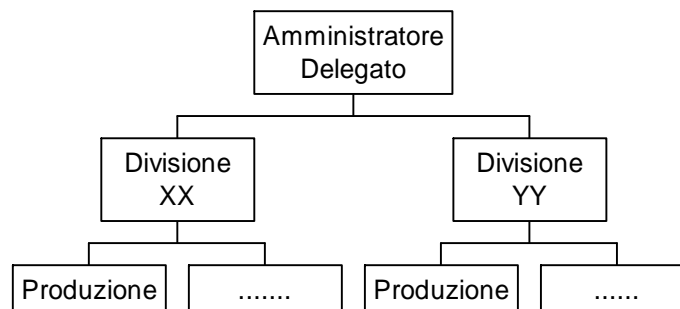 Amministratore
Delegato
Divisione
XX
Divisione
YY
Produzione
.......
Produzione
......